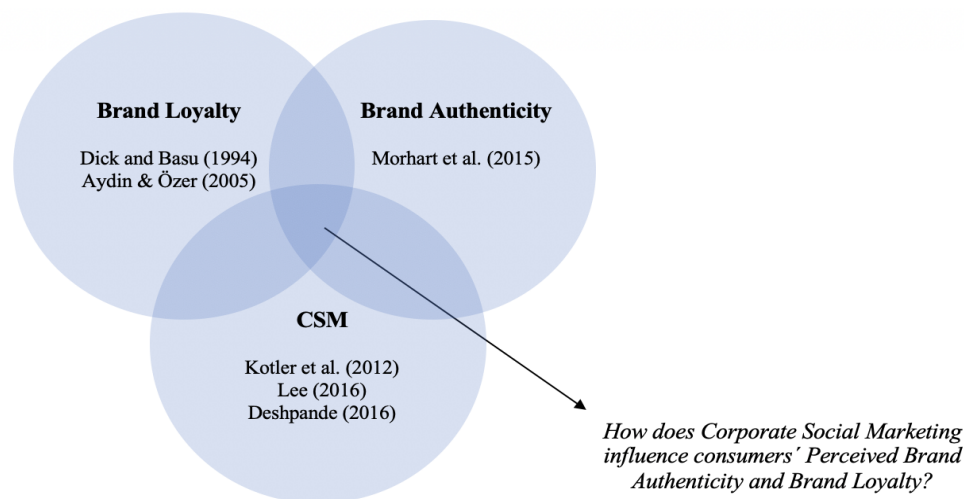 Brand Loyalty
Dick and Basu (1994)
Aydin & Özer (2005)
Brand Authenticity
Morhart et al. (2015)
CSM
Kotler et al. (2012)
Lee (2016)
Deshpande (2016)
How does Corporate Social Marketing
influence consumers´ Perceived Brand
Authenticity and Brand Loyalty?